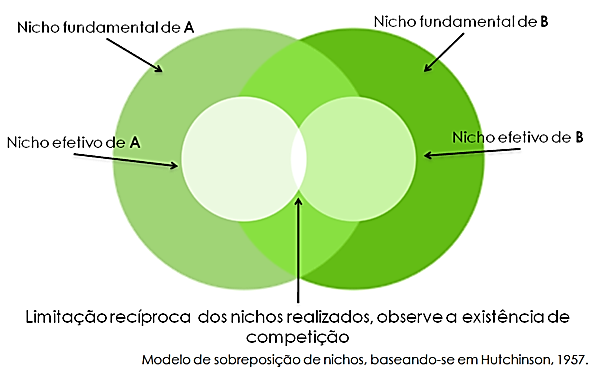 Nicho fundamental de A
Nicho fundamental de B
Nicho efetivo de A
Nicho efetivo de B
Limitação recíproca dos nichos realizados, observe a existência de
competição
Modelo de sobreposição de nichos, baseando-se em Hutchinson, 1957.